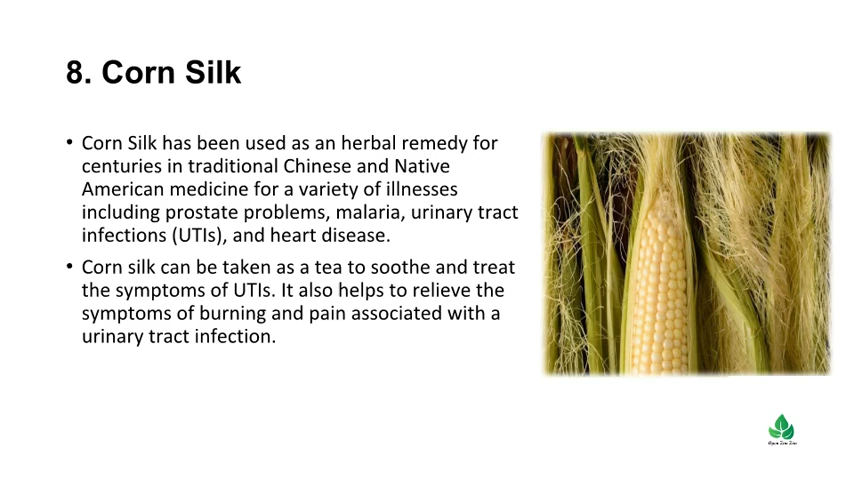 8. Corn Silk
• Corn Silk has been used as an herbal remedy for
centuries in traditional Chinese and Native
American medicine for a variety of illnesses
including prostate problems, malaria, urinary tract
infections (UTIs), and heart disease.
• Corn silk can be taken as a tea to soothe and treat
the symptoms of UTIs. It also helps to relieve the
symptoms of burning and pain associated with a
urinary tract infection.